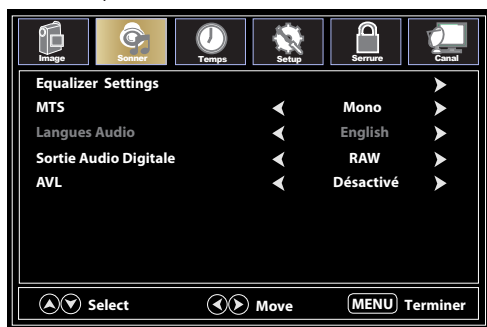 Image Sonner Temps Setup Serrure Canal
Equalizer Settings
MTS Mono
Langues Audio English
Sortie Audio Digitale RAW
AVL Désactivé
Select Move MENU Terminer